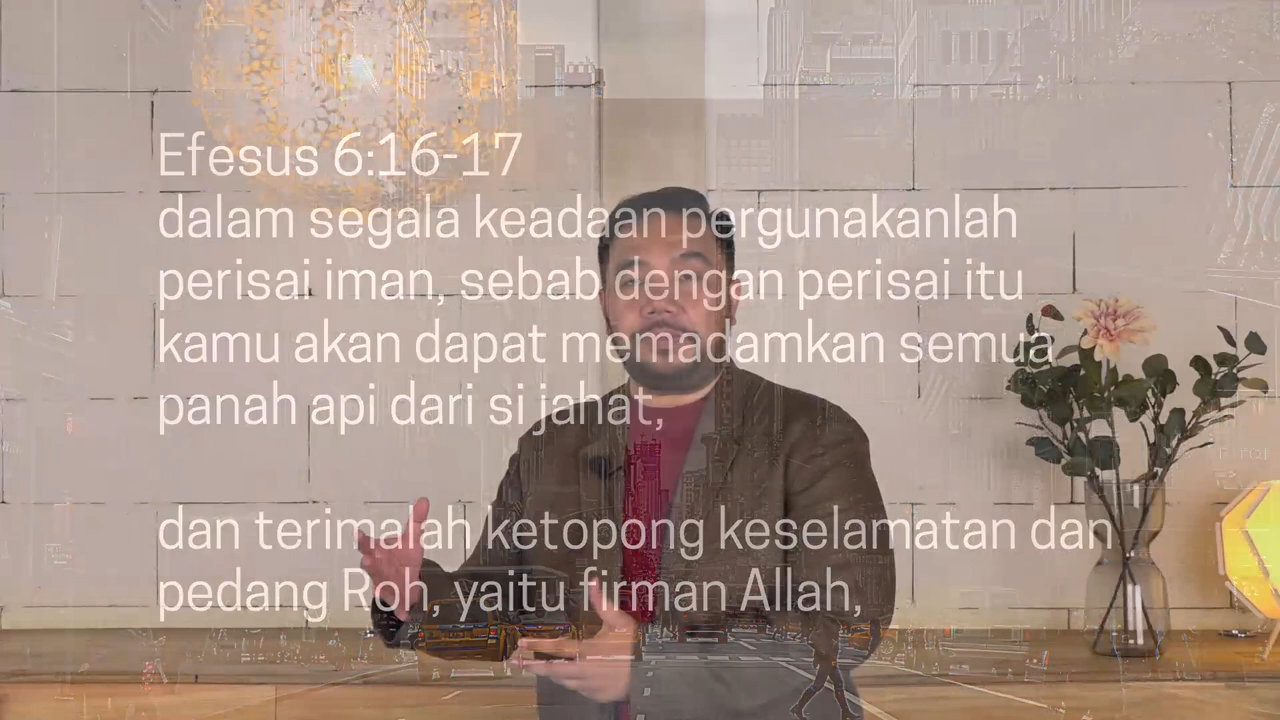 Efesus 6:16-17
dalam segala keadaan pergunakanlah
perisai iman, sebab dengan perisai itu
kamu akan dapat memadamkan semua
panah api dari si jahat,
dan terimalah ketopong keselamatan dan
pedang Roh, yaitu firman Allah,